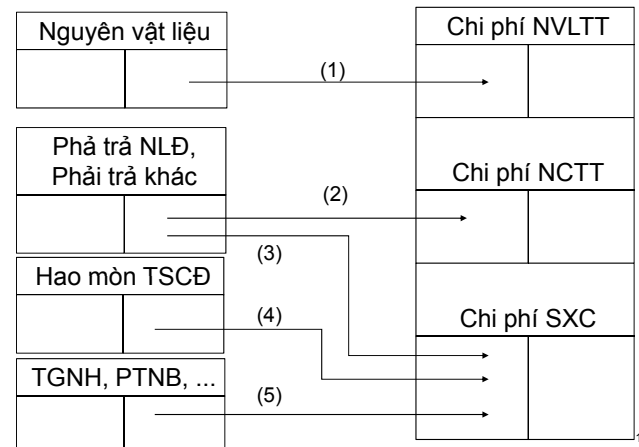 Nguyên vật liệu
Chi phí NVLTT
(1)
Phả trả NLĐ,
Phải trả khác
Chi phí NCTT
(2)
(3)
Hao mòn TSCĐ
(4)
Chi phí SXC
TGNH, PTNB, ...
(5)